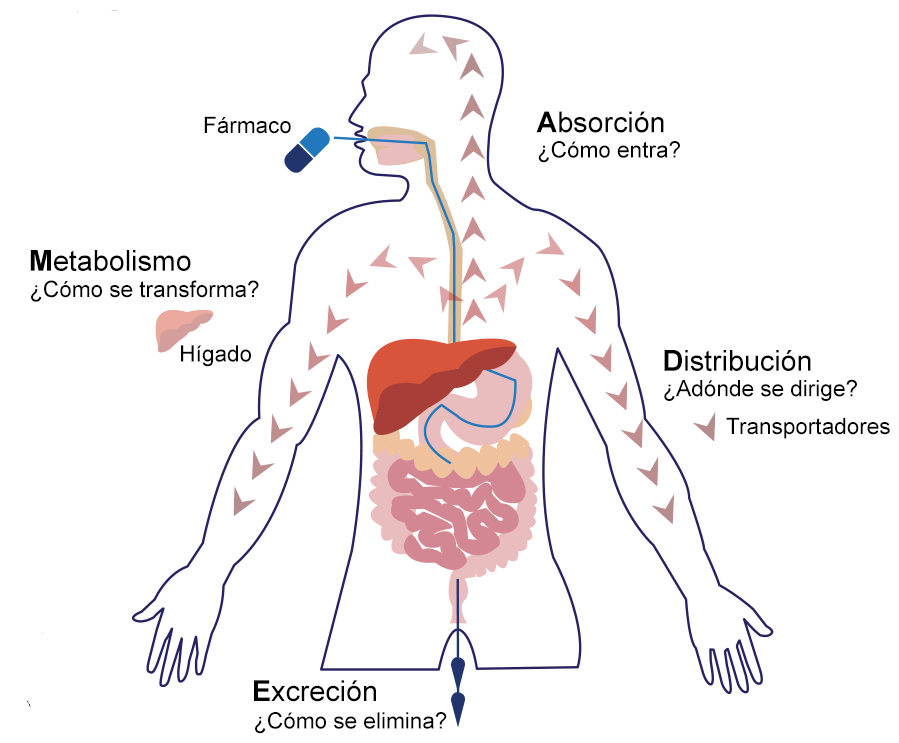 Fármaco
Absorción
¿Cómo entra?
Metabolismo
¿Cómo se transforma?
Hígado
Distribución
¿Adónde se dirige?
Transportadores
Excreción
¿Cómo se elimina?